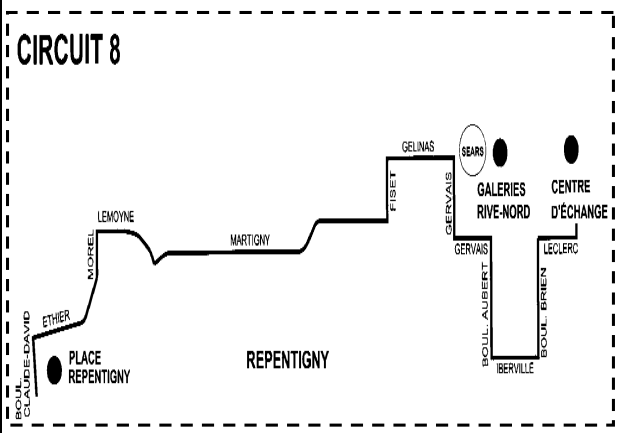 CIRCUIT 8
GELINAS
SEARS
FISET
GERVAIS
GALERIES
RIVE-NORD
CENTRE
D'ÉCHANGE
LEMOYNE
MARTIGNY
MOREL
GERVAIS
LECLERC
BOUL. AUBERT
BOUL. BRIEN
IBERVILLE
ETHIER
BOUL.
CLAUDE-DAVID
PLACE
REPENTIGNY
REPENTIGNY